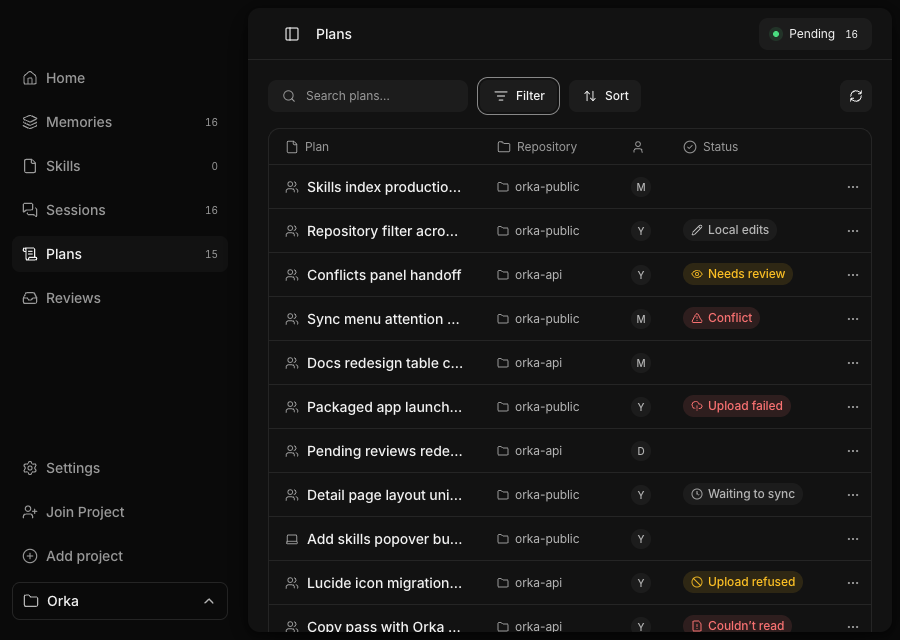 Plans
Pending 16
Home
Memories 16
Skills 0
Sessions 16
Plans 15
Reviews
Settings
Join Project
Add project
Orka
Search plans...
Filter
Sort
Plan Repository Status
Skills index productio... orka-public M
Repository filter acro... orka-public Y Local edits
Conflicts panel handoff orka-api Y Needs review
Sync menu attention ... orka-public M Conflict
Docs redesign table c... orka-api M
Packaged app launch... orka-public Y Upload failed
Pending reviews rede... orka-api D
Detail page layout uni... orka-public Y Waiting to sync
Add skills popover bu... orka-public Y
Lucide icon migration... orka-api Y Upload refused
Copy pass with Orka ... orka-api Y Couldn't read